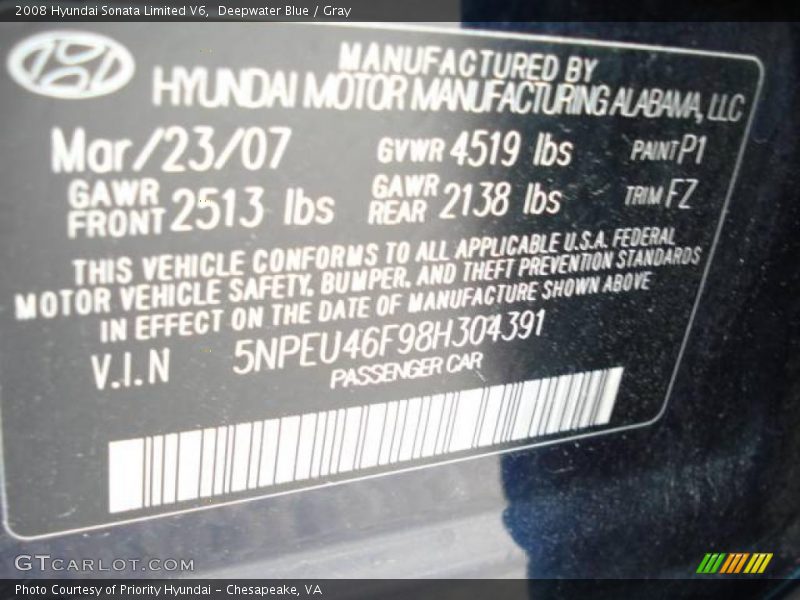 2008 Hyundai Sonata Limited V6, Deepwater Blue / Gray
MANUFACTURED BY
HYUNDAI MOTOR MANUFACTURING ALABAMA, LLC
Mar/23/07 GVWR 4519 lbs PAINT P1
GAWR FRONT 2513 lbs GAWR REAR 2138 lbs TRIM FZ
THIS VEHICLE CONFORMS TO ALL APPLICABLE U.S.A. FEDERAL
MOTOR VEHICLE SAFETY, BUMPER, AND THEFT PREVENTION STANDARDS
IN EFFECT ON THE DATE OF MANUFACTURE SHOWN ABOVE
V.I.N 5NPEU46F98H304391
PASSENGER CAR
GTCARLOT.COM
Photo Courtesy of Priority Hyundai - Chesapeake, VA